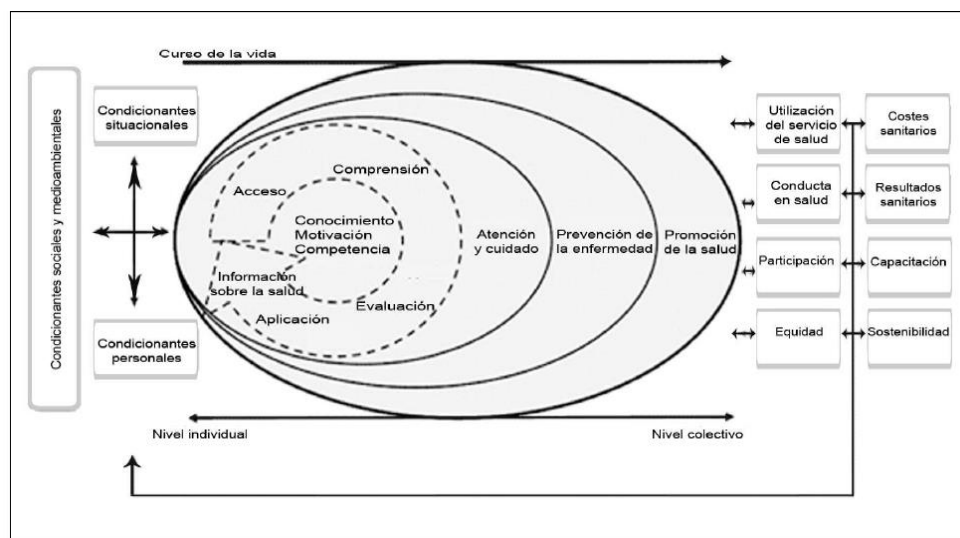 Curso de la vida
Condicionantes sociales y medioambientales
Condicionantes
situacionales
Condicionantes
personales
Acceso
Comprensión
Conocimiento
Motivación
Competencia
Información
sobre la salud
Aplicación
Evaluación
Atención
y cuidado
Prevención de
la enfermedad
Promoción
de la salud
Utilización
del servicio
de salud
Costes
sanitarios
Conducta
en salud
Resultados
sanitarios
Participación
Capacitación
Equidad
Sostenibilidad
Nivel individual
Nivel colectivo